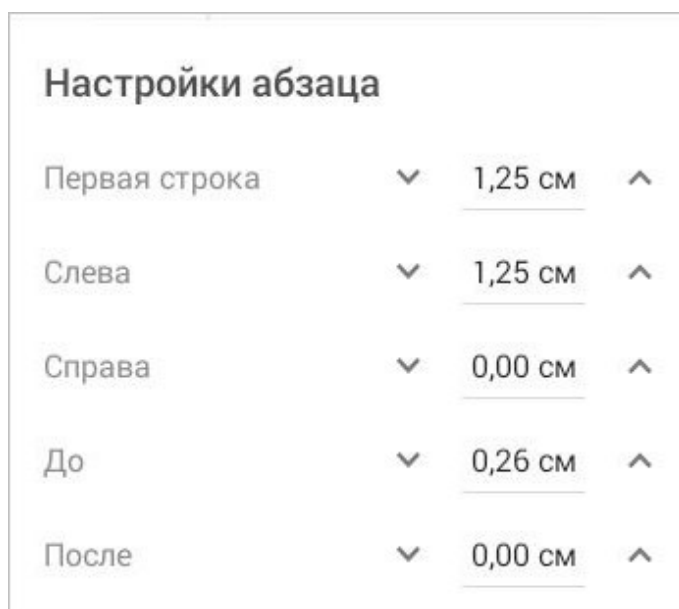 Настройки абзаца
Первая строка 1,25 см
Слева 1,25 см
Справа 0,00 см
До 0,26 см
После 0,00 см